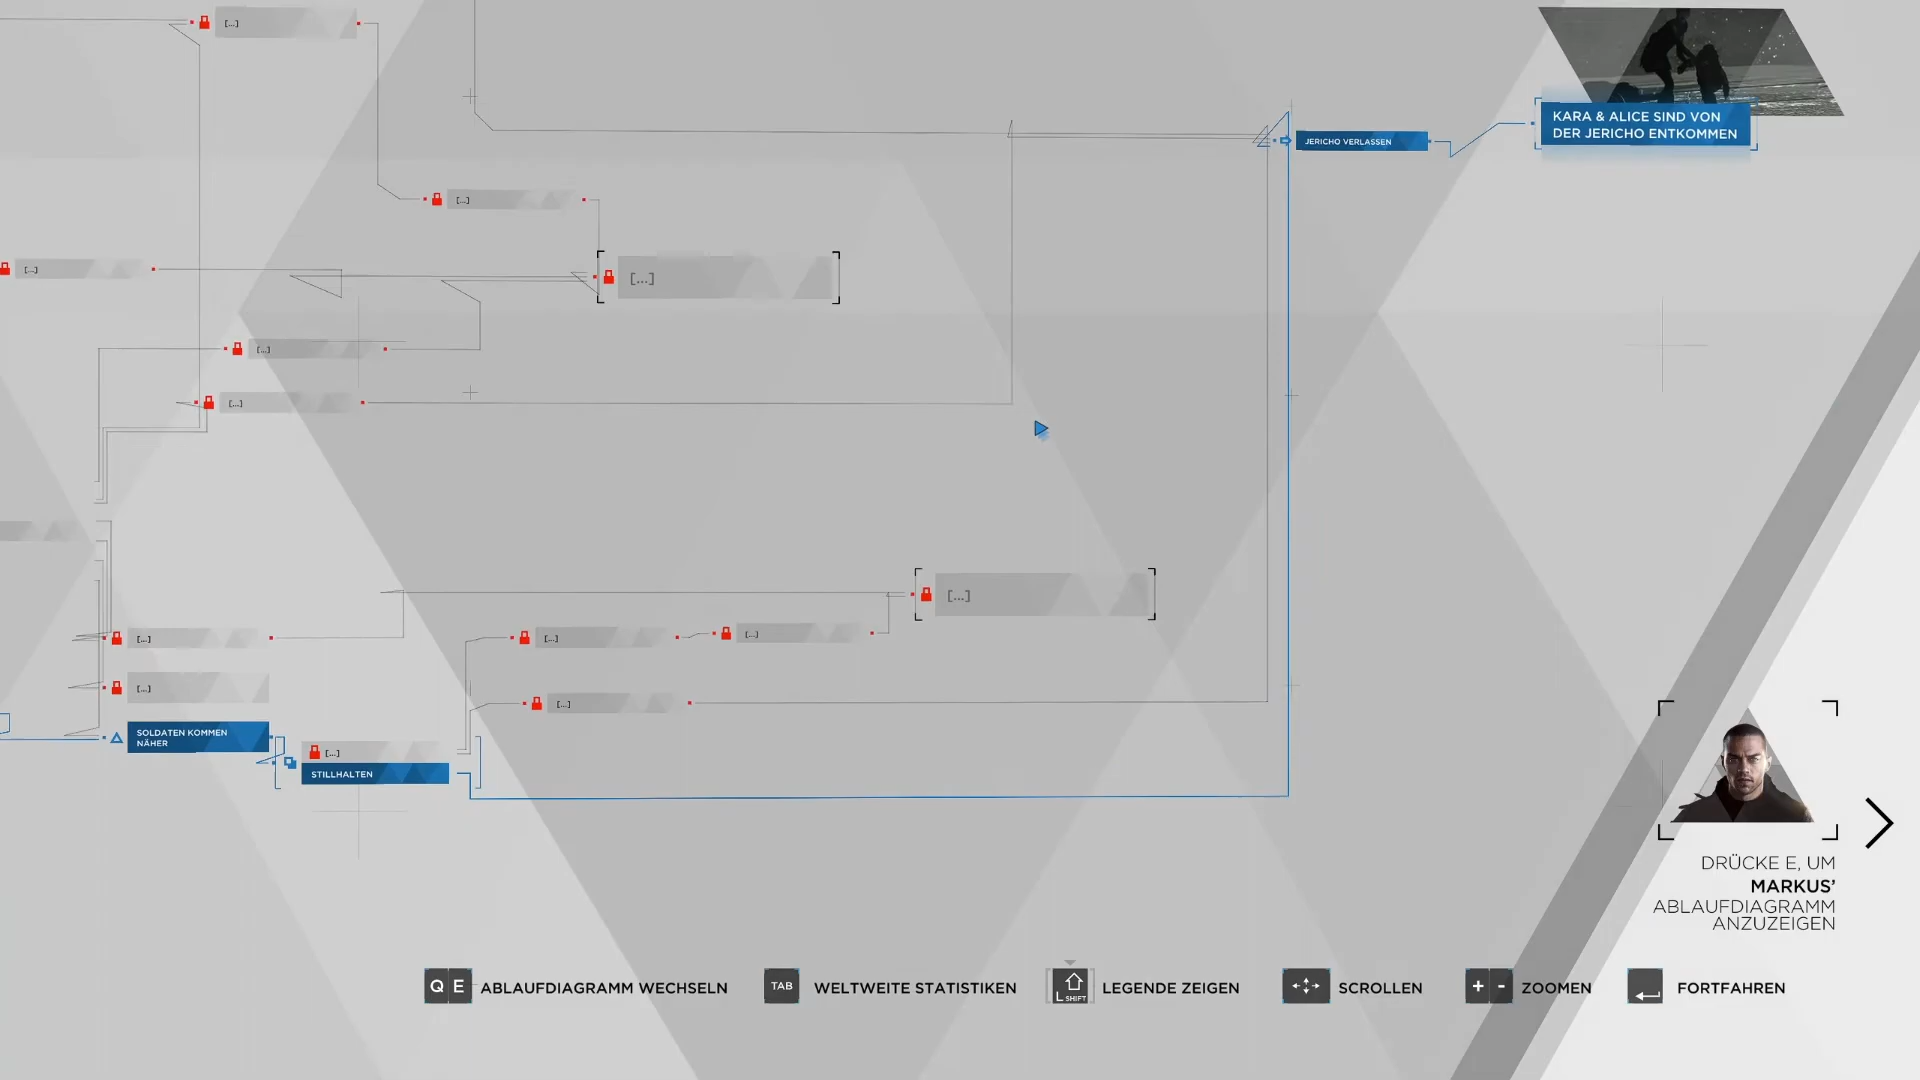 [...]
KARA & ALICE SIND VON
DER JERICHO ENTKOMMEN
JERICHO VERLASSEN
[...]
[...]
[...]
[...]
[...]
[...]
[...]
[...]
[...]
[...]
[...]
SOLDATEN KOMMEN
NÄHER
[...]
STILLHALTEN
DRÜCKE E, UM
MARKUS'
ABLAUFDIAGRAMM
ANZUZEIGEN
Q E ABLAUFDIAGRAMM WECHSELN
TAB WELTWEITE STATISTIKEN
L SHIFT LEGENDE ZEIGEN
SCROLLEN
+ - ZOOMEN
FORTFAHREN